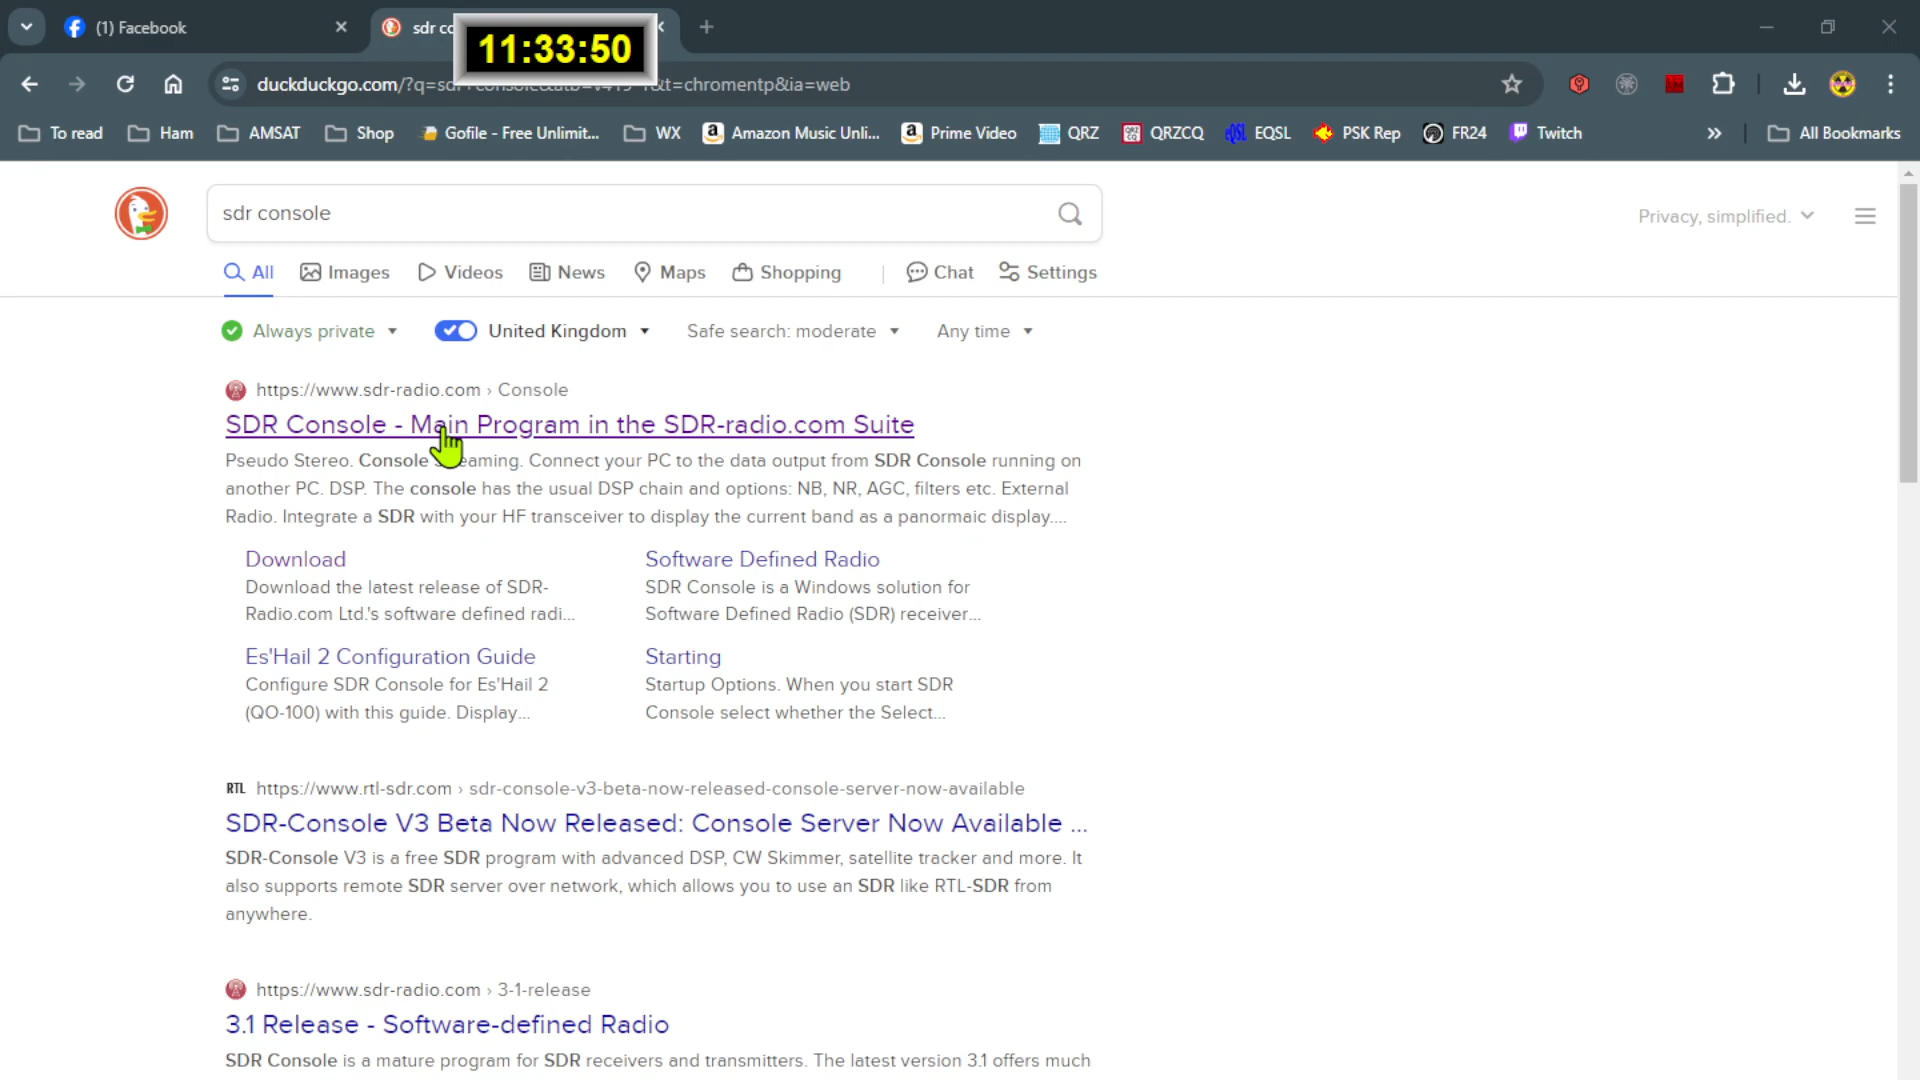 (1) Facebook
sdr co
11:33:50
duckduckgo.com/?q=sdr+console&atb=v419-1&t=chromentp&ia=web
To read Ham AMSAT Shop Gofile - Free Unlimit... WX Amazon Music Unli... Prime Video QRZ QRZCQ EQSL PSK Rep FR24 Twitch » All Bookmarks
sdr console
Privacy, simplified.
All Images Videos News Maps Shopping Chat Settings
Always private United Kingdom Safe search: moderate Any time
https://www.sdr-radio.com › Console
SDR Console - Main Program in the SDR-radio.com Suite
Pseudo Stereo. Console Streaming. Connect your PC to the data output from SDR Console running on
another PC. DSP. The console has the usual DSP chain and options: NB, NR, AGC, filters etc. External
Radio. Integrate a SDR with your HF transceiver to display the current band as a panormaic display....
Download
Download the latest release of SDR-
Radio.com Ltd.'s software defined radi...
Software Defined Radio
SDR Console is a Windows solution for
Software Defined Radio (SDR) receiver...
Es'Hail 2 Configuration Guide
Configure SDR Console for Es'Hail 2
(QO-100) with this guide. Display...
Starting
Startup Options. When you start SDR
Console select whether the Select...
RTL https://www.rtl-sdr.com › sdr-console-v3-beta-now-released-console-server-now-available
SDR-Console V3 Beta Now Released: Console Server Now Available ...
SDR-Console V3 is a free SDR program with advanced DSP, CW Skimmer, satellite tracker and more. It
also supports remote SDR server over network, which allows you to use an SDR like RTL-SDR from
anywhere.
https://www.sdr-radio.com › 3-1-release
3.1 Release - Software-defined Radio
SDR Console is a mature program for SDR receivers and transmitters. The latest version 3.1 offers much